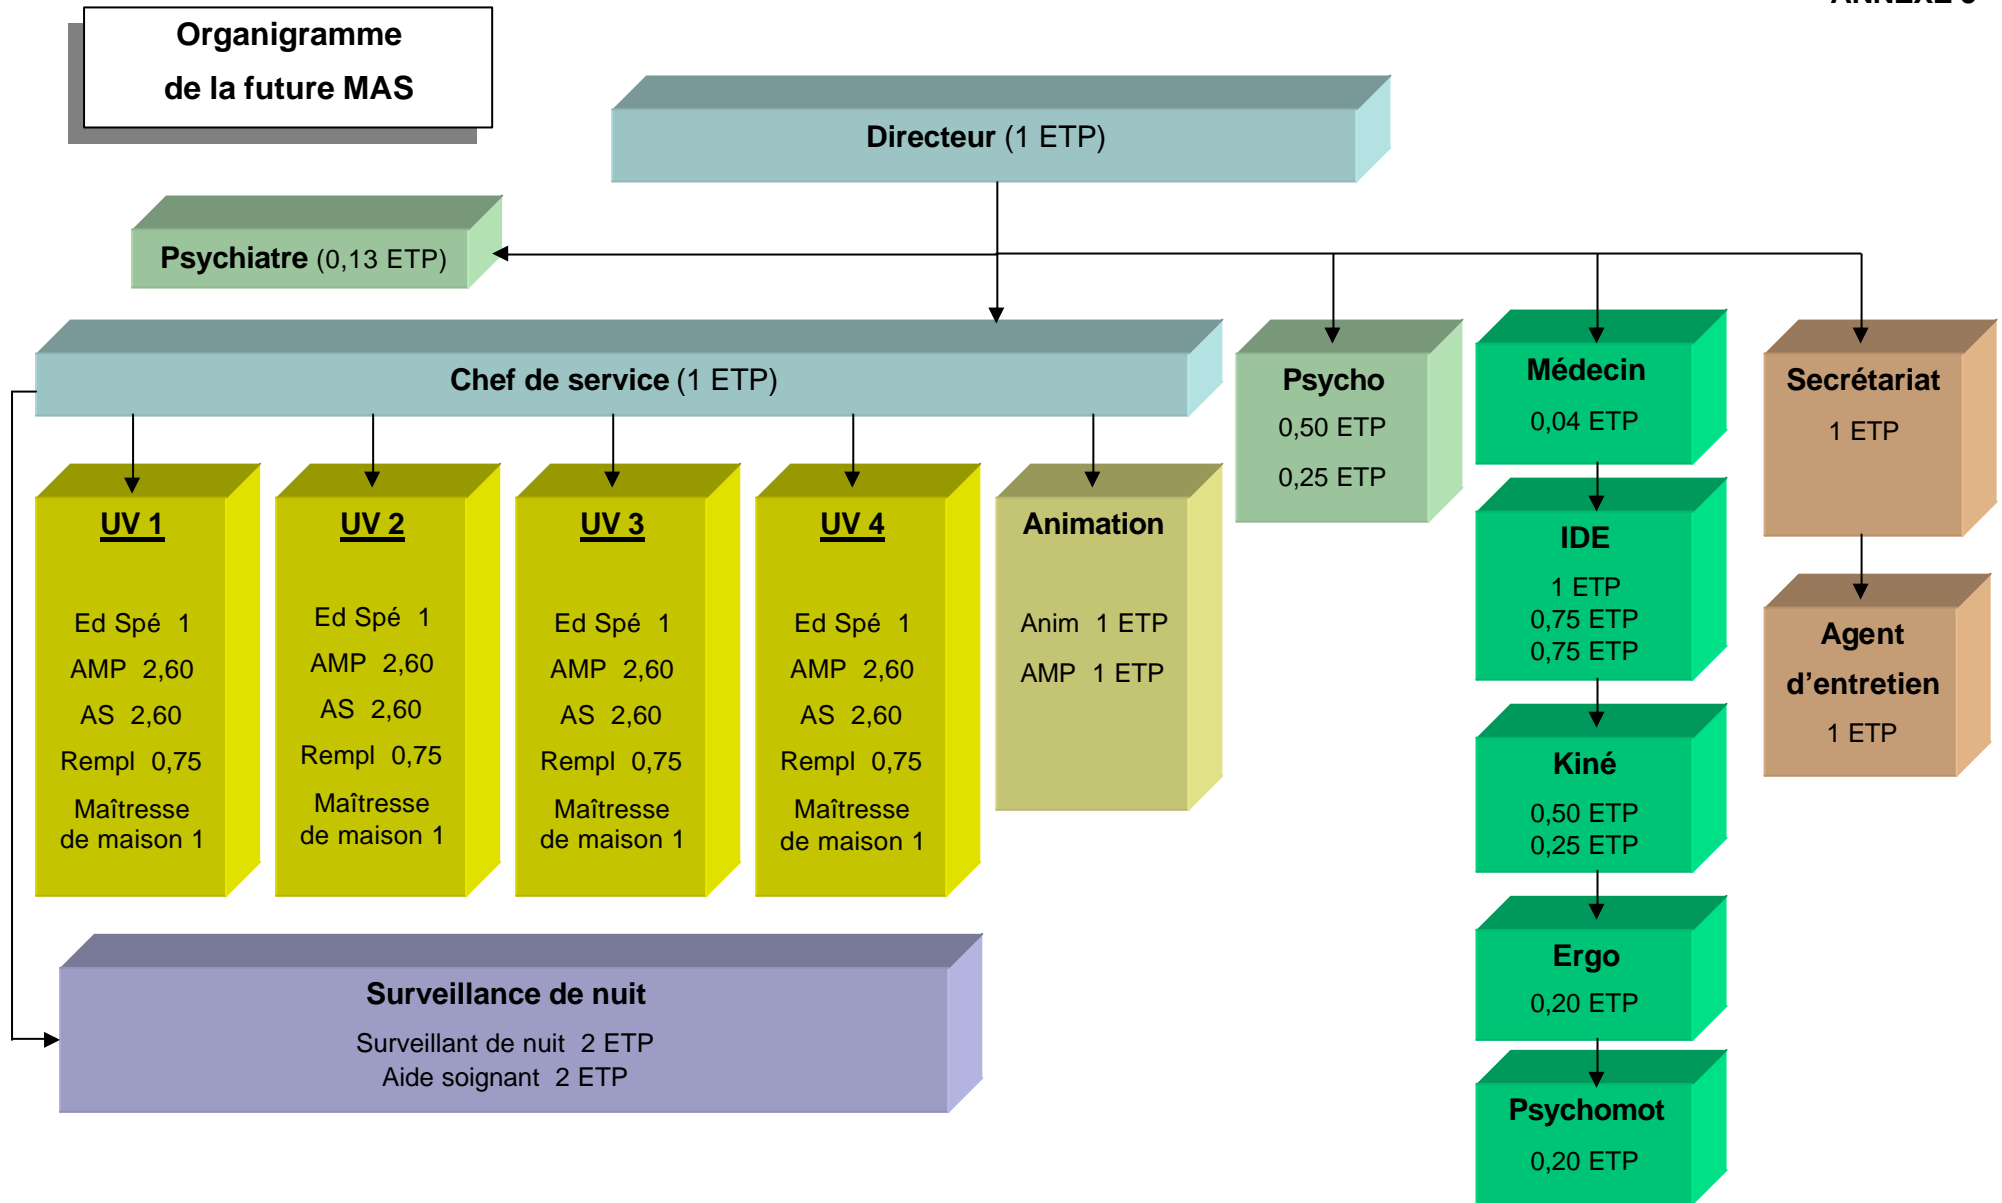 Organigramme
de la future MAS
Directeur (1 ETP)
Psychiatre (0,13 ETP)
Chef de service (1 ETP)
Psycho
0,50 ETP
0,25 ETP
Médecin
0,04 ETP
Secrétariat
1 ETP
UV 1
Ed Spé 1
AMP 2,60
AS 2,60
Rempl 0,75
Maîtresse
de maison 1
UV 2
Ed Spé 1
AMP 2,60
AS 2,60
Rempl 0,75
Maîtresse
de maison 1
UV 3
Ed Spé 1
AMP 2,60
AS 2,60
Rempl 0,75
Maîtresse
de maison 1
UV 4
Ed Spé 1
AMP 2,60
AS 2,60
Rempl 0,75
Maîtresse
de maison 1
Animation
Anim 1 ETP
AMP 1 ETP
IDE
1 ETP
0,75 ETP
0,75 ETP
Agent
d’entretien
1 ETP
Kiné
0,50 ETP
0,25 ETP
Ergo
0,20 ETP
Psychomot
0,20 ETP
Surveillance de nuit
Surveillant de nuit 2 ETP
Aide soignant 2 ETP